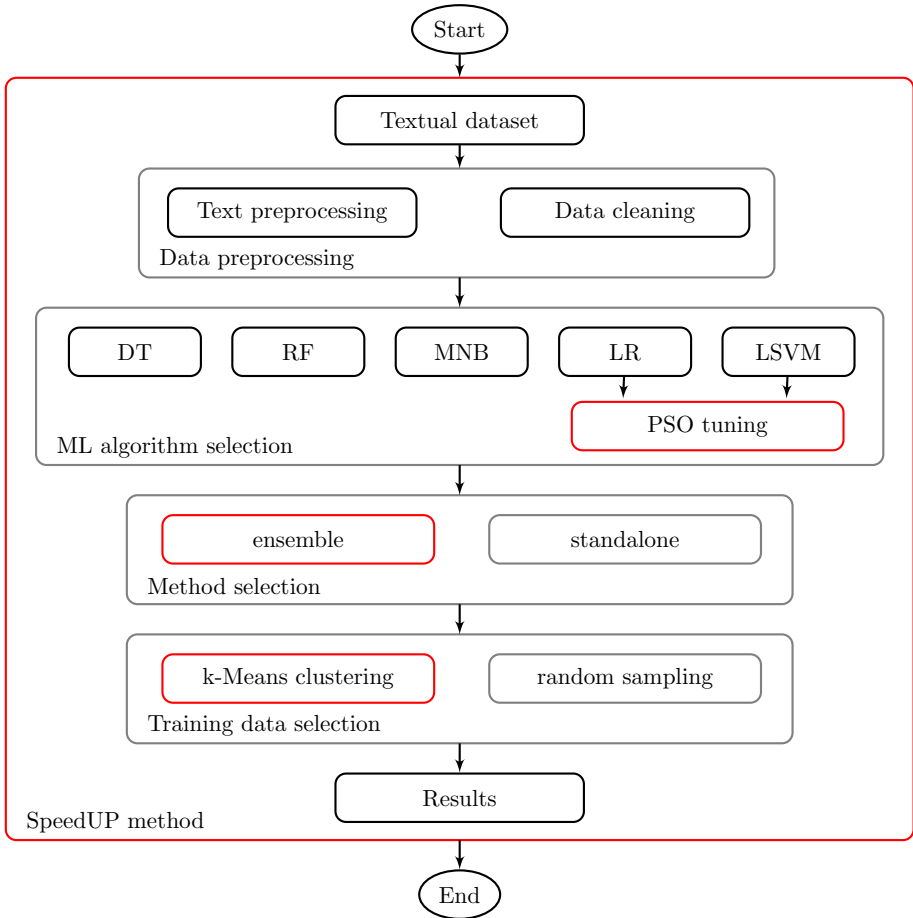 Start
Textual dataset
Text preprocessing
Data cleaning
Data preprocessing
DT
RF
MNB
LR
LSVM
PSO tuning
ML algorithm selection
ensemble
standalone
Method selection
k-Means clustering
random sampling
Training data selection
Results
SpeedUP method
End